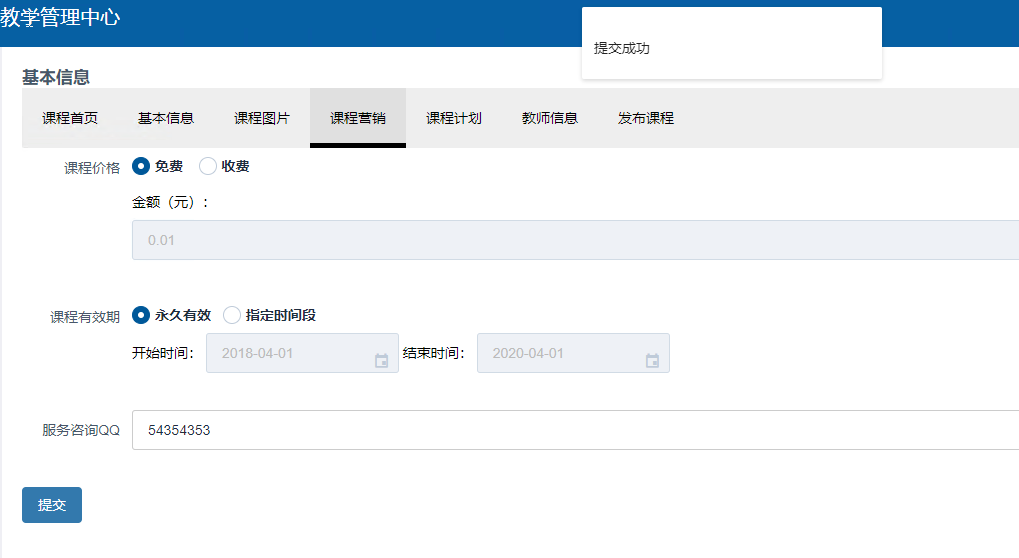 教学管理中心
提交成功
基本信息
课程首页 基本信息 课程图片 课程营销 课程计划 教师信息 发布课程
课程价格 免费 收费
金额（元）：
0.01
课程有效期 永久有效 指定时间段
开始时间： 2018-04-01 结束时间： 2020-04-01
服务咨询QQ 54354353
提交